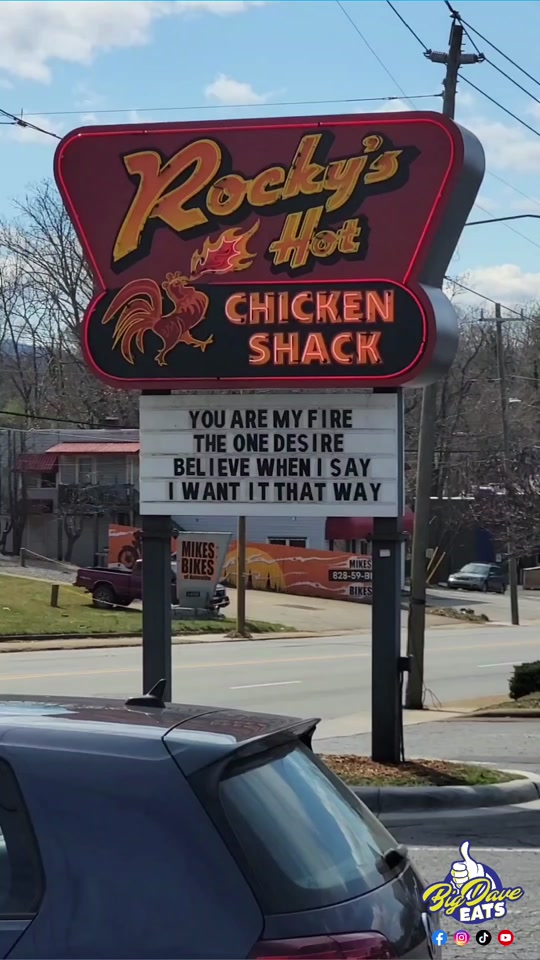 Rocky's
Hot
CHICKEN
SHACK
YOU ARE MY FIRE
THE ONE DESIRE
BELIEVE WHEN I SAY
I WANT IT THAT WAY
MIKES
BIKES
MIKES
828-59-BI
BIKES
Big Dave
EATS